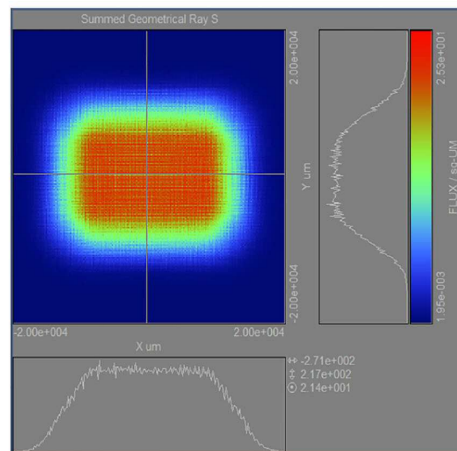 Summed Geometrical Ray S
2.00e+004
Y um
-2.00e+004
-2.00e+004
2.00e+004
X um
2.53e+001
FLUX / sq-UM
1.95e-003
-2.71e+002
2.17e+002
2.14e+001